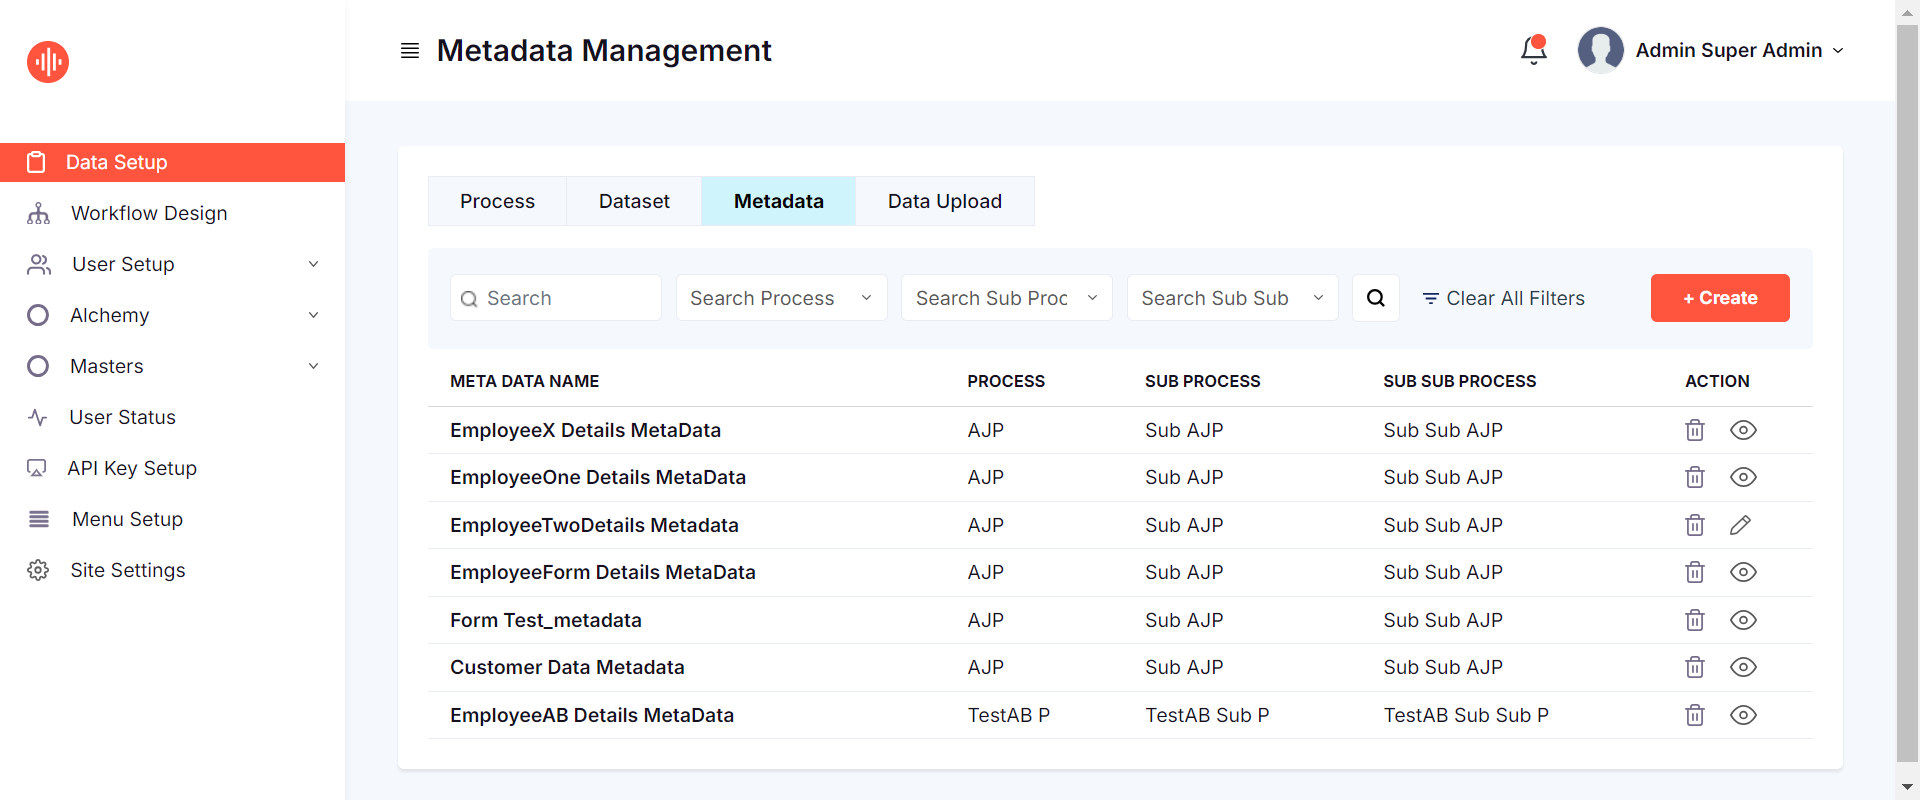 Metadata Management
Admin Super Admin
Data Setup
Workflow Design
User Setup
Alchemy
Masters
User Status
API Key Setup
Menu Setup
Site Settings
Process Dataset Metadata Data Upload
Search Search Process Search Sub Proc Search Sub Sub Clear All Filters + Create
META DATA NAME PROCESS SUB PROCESS SUB SUB PROCESS ACTION
EmployeeX Details MetaData AJP Sub AJP Sub Sub AJP
EmployeeOne Details MetaData AJP Sub AJP Sub Sub AJP
EmployeeTwoDetails Metadata AJP Sub AJP Sub Sub AJP
EmployeeForm Details MetaData AJP Sub AJP Sub Sub AJP
Form Test_metadata AJP Sub AJP Sub Sub AJP
Customer Data Metadata AJP Sub AJP Sub Sub AJP
EmployeeAB Details MetaData TestAB P TestAB Sub P TestAB Sub Sub P